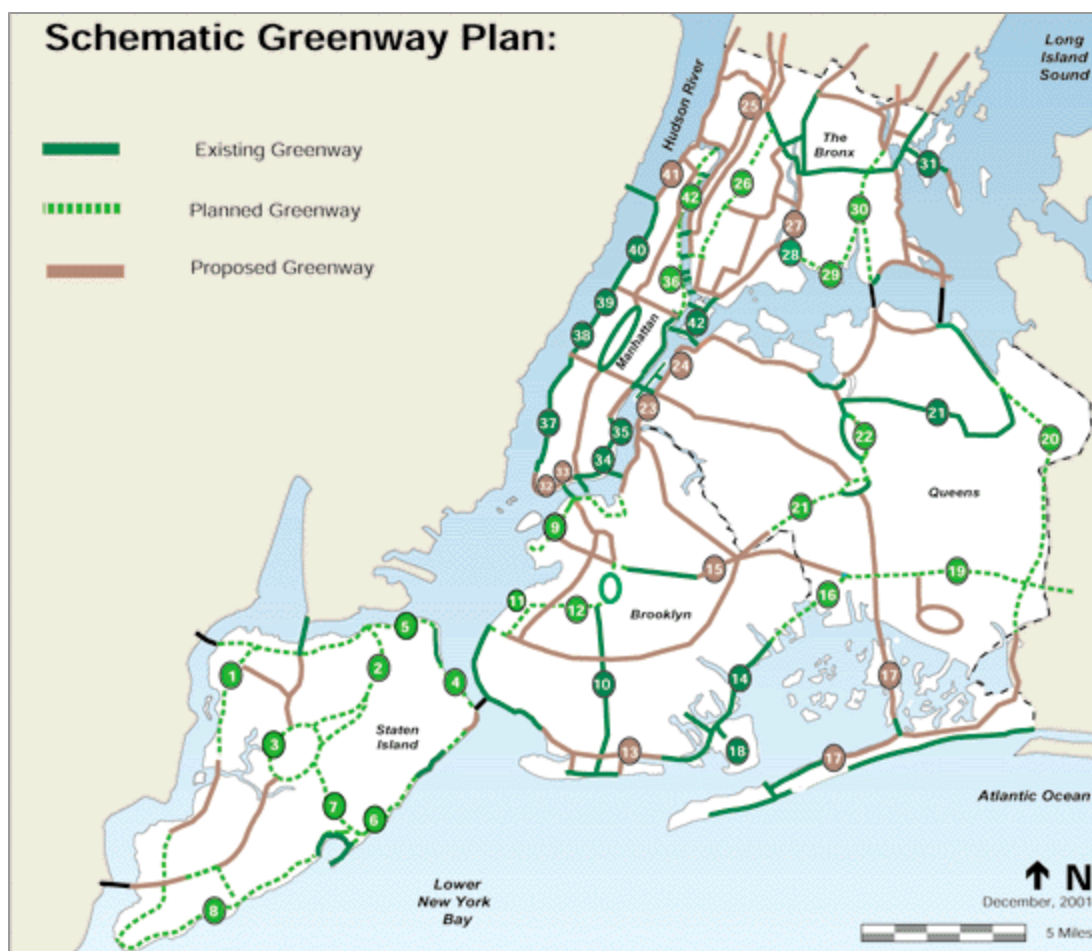 Schematic Greenway Plan:
Long
Island
Sound
Hudson River
Existing Greenway
Planned Greenway
Proposed Greenway
25
The
Bronx
31
41
42
26
30
27
40
28
29
36
39
42
38
Manhattan
24
23
21
37
35
22
20
34
33
32
Queens
21
9
15
19
16
11
12
Brooklyn
5
2
1
4
10
14
17
Staten
Island
3
13
18
17
7
6
Atlantic Ocean
8
Lower
New York
Bay
N
December, 2001
5 Miles